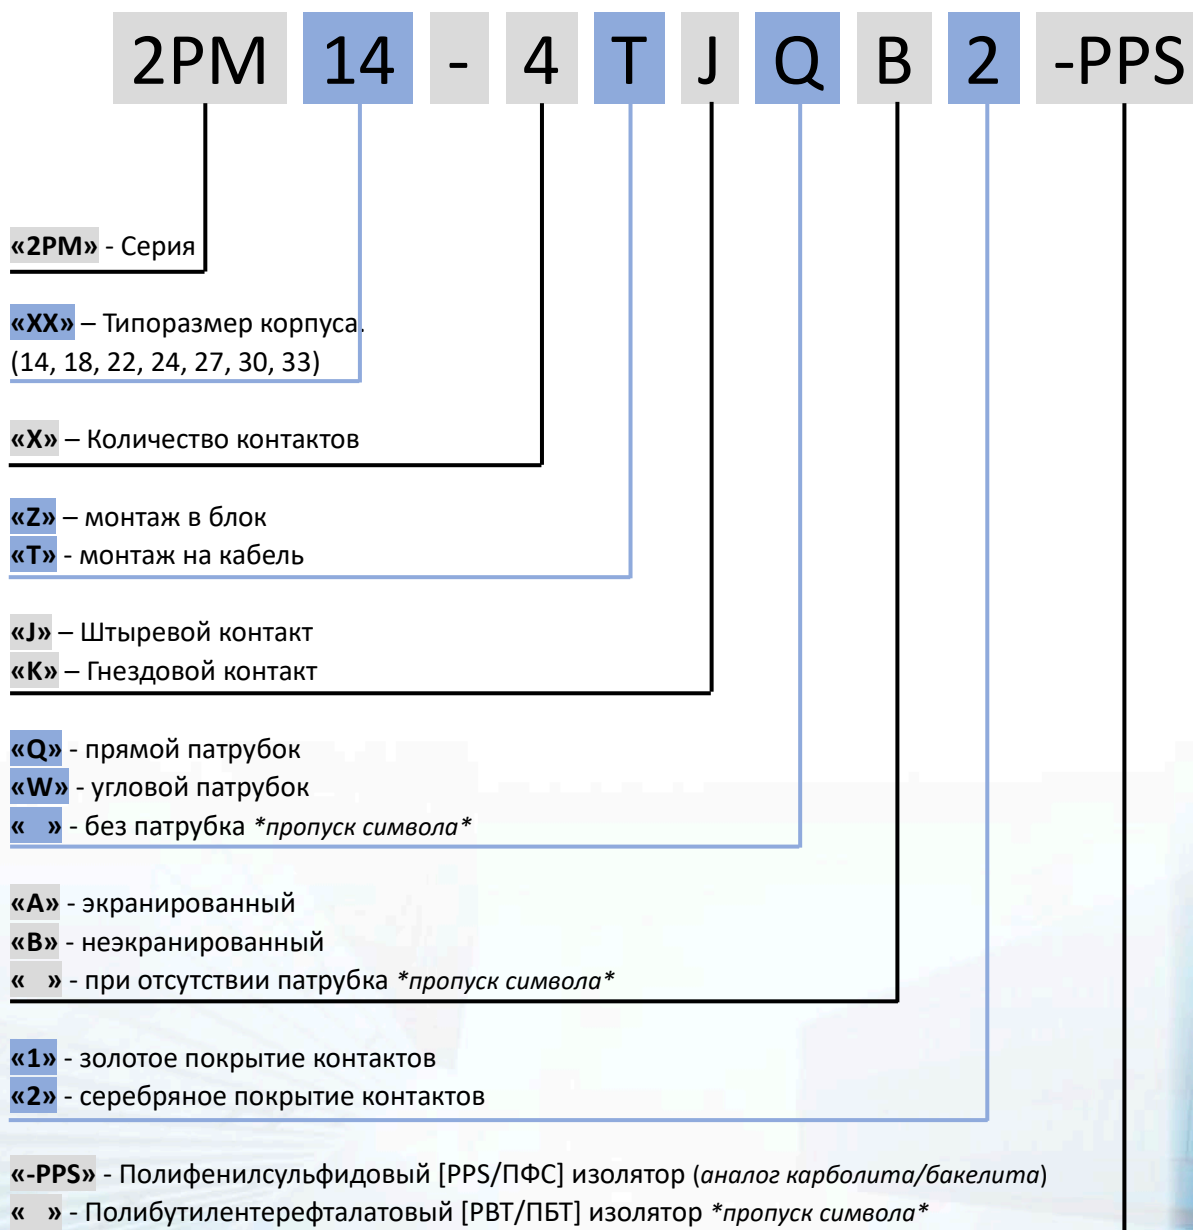 2PM 14 - 4 T J Q B 2 -PPS
«2PM» - Серия
«XX» – Типоразмер корпуса.
(14, 18, 22, 24, 27, 30, 33)
«X» – Количество контактов
«Z» – монтаж в блок
«T» - монтаж на кабель
«J» – Штыревой контакт
«K» – Гнездовой контакт
«Q» - прямой патрубок
«W» - угловой патрубок
« » - без патрубка *пропуск символа*
«A» - экранированный
«B» - неэкранированный
« » - при отсутствии патрубка *пропуск символа*
«1» - золотое покрытие контактов
«2» - серебряное покрытие контактов
«-PPS» - Полифенилсульфидовый [PPS/ПФС] изолятор (аналог карболита/бакелита)
« » - Полибутилентерефталатовый [PBT/ПБТ] изолятор *пропуск символа*